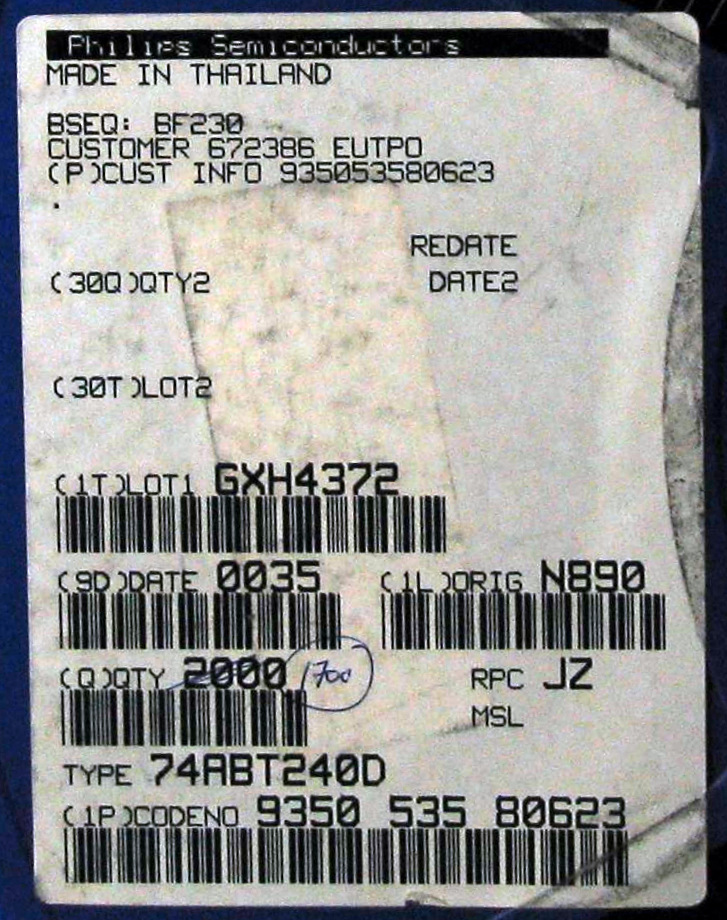 Philips Semiconductors
MADE IN THAILAND
BSEQ: BF230
CUSTOMER 672386 EUTPO
(P)CUST INFO 935053580623
.
REDATE
(30Q)QTY2 DATE2
(30T)LOT2
(1T)LOT1 GXH4372
(9D)DATE 0035 (1L)ORIG N890
(Q)QTY 2000 1700 RPC JZ
MSL
TYPE 74ABT240D
(1P)CODENO 9350 535 80623